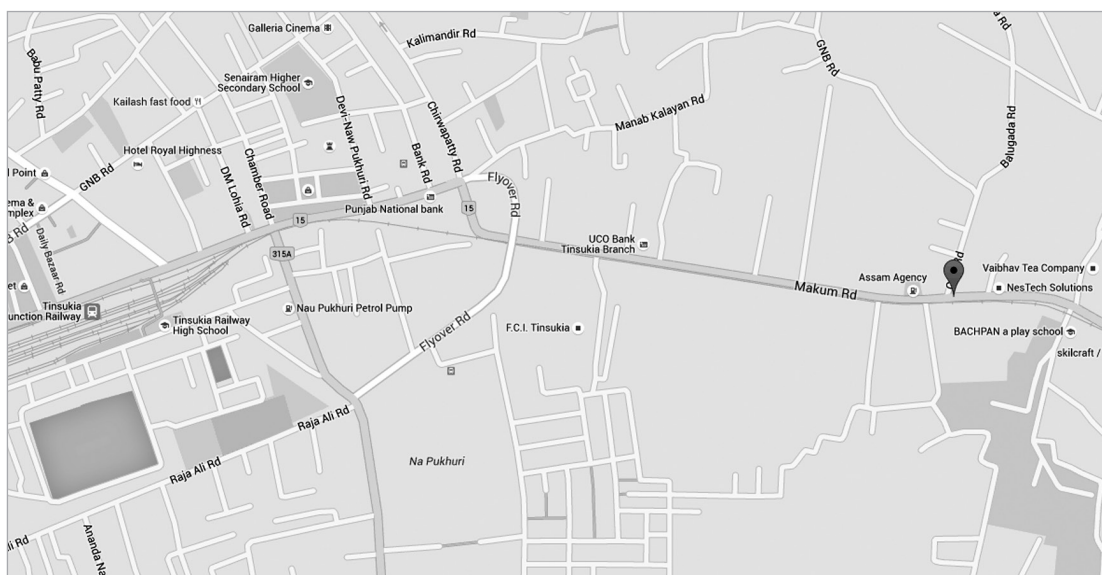 Galleria Cinema
Kalimandir Rd
GNB Rd
Babu Patty Rd
Senairam Higher
Secondary School
Kailash fast food
Devi-Naw Pukhuri Rd
Chirwapatty Rd
Manab Kalayan Rd
Balugada Rd
Hotel Royal Highness
Bank Rd
GNB Rd
DM Lohia Rd
Chamber Road
Flyover Rd
Punjab National bank
15
15
315A
Daily Bazaar Rd
UCO Bank
Tinsukia Branch
Assam Agency
Vaibhav Tea Company
NesTech Solutions
Makum Rd
Tinsukia
unction Railway
Nau Pukhuri Petrol Pump
Tinsukia Railway
High School
Flyover Rd
F.C.I. Tinsukia
BACHPAN a play school
skilcraft /
Raja Ali Rd
Na Pukhuri
Raja Ali Rd